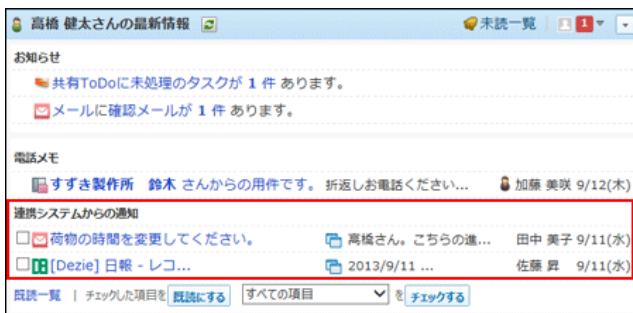 高橋 健太さんの最新情報 未読一覧 1
お知らせ
共有ToDoに未処理のタスクが 1 件 あります。
メールに確認メールが 1 件 あります。
電話メモ
すずき製作所 鈴木 さんからの用件です。 折返しお電話ください... 加藤 美咲 9/12(木)
連携システムからの通知
荷物の時間を変更してください。 高橋さん。こちらの進... 田中 美子 9/11(水)
[Dezie] 日報 - レコ... 2013/9/11 ... 佐藤 昇 9/11(水)
既読一覧 | チェックした項目を 既読にする すべての項目 を チェックする